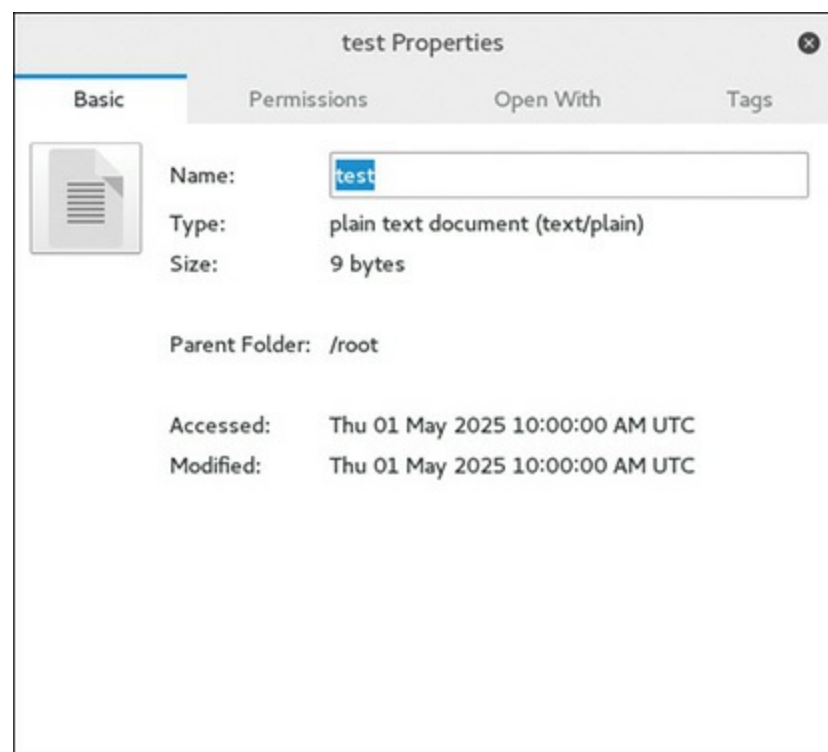 test Properties
Basic Permissions Open With Tags
Name: test
Type: plain text document (text/plain)
Size: 9 bytes
Parent Folder: /root
Accessed: Thu 01 May 2025 10:00:00 AM UTC
Modified: Thu 01 May 2025 10:00:00 AM UTC